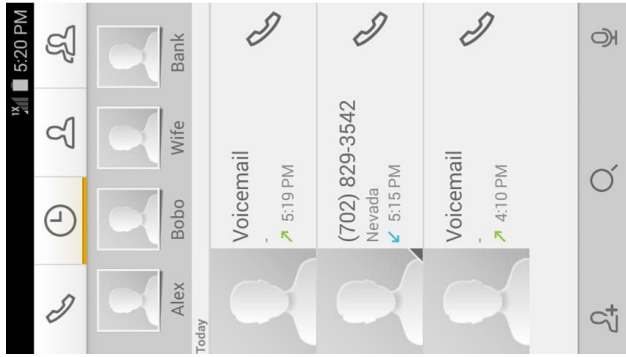 1X 5:20 PM
Alex Bobo Wife Bank
Today
Voicemail
-
5:19 PM
(702) 829-3542
Nevada
5:15 PM
Voicemail
-
4:10 PM